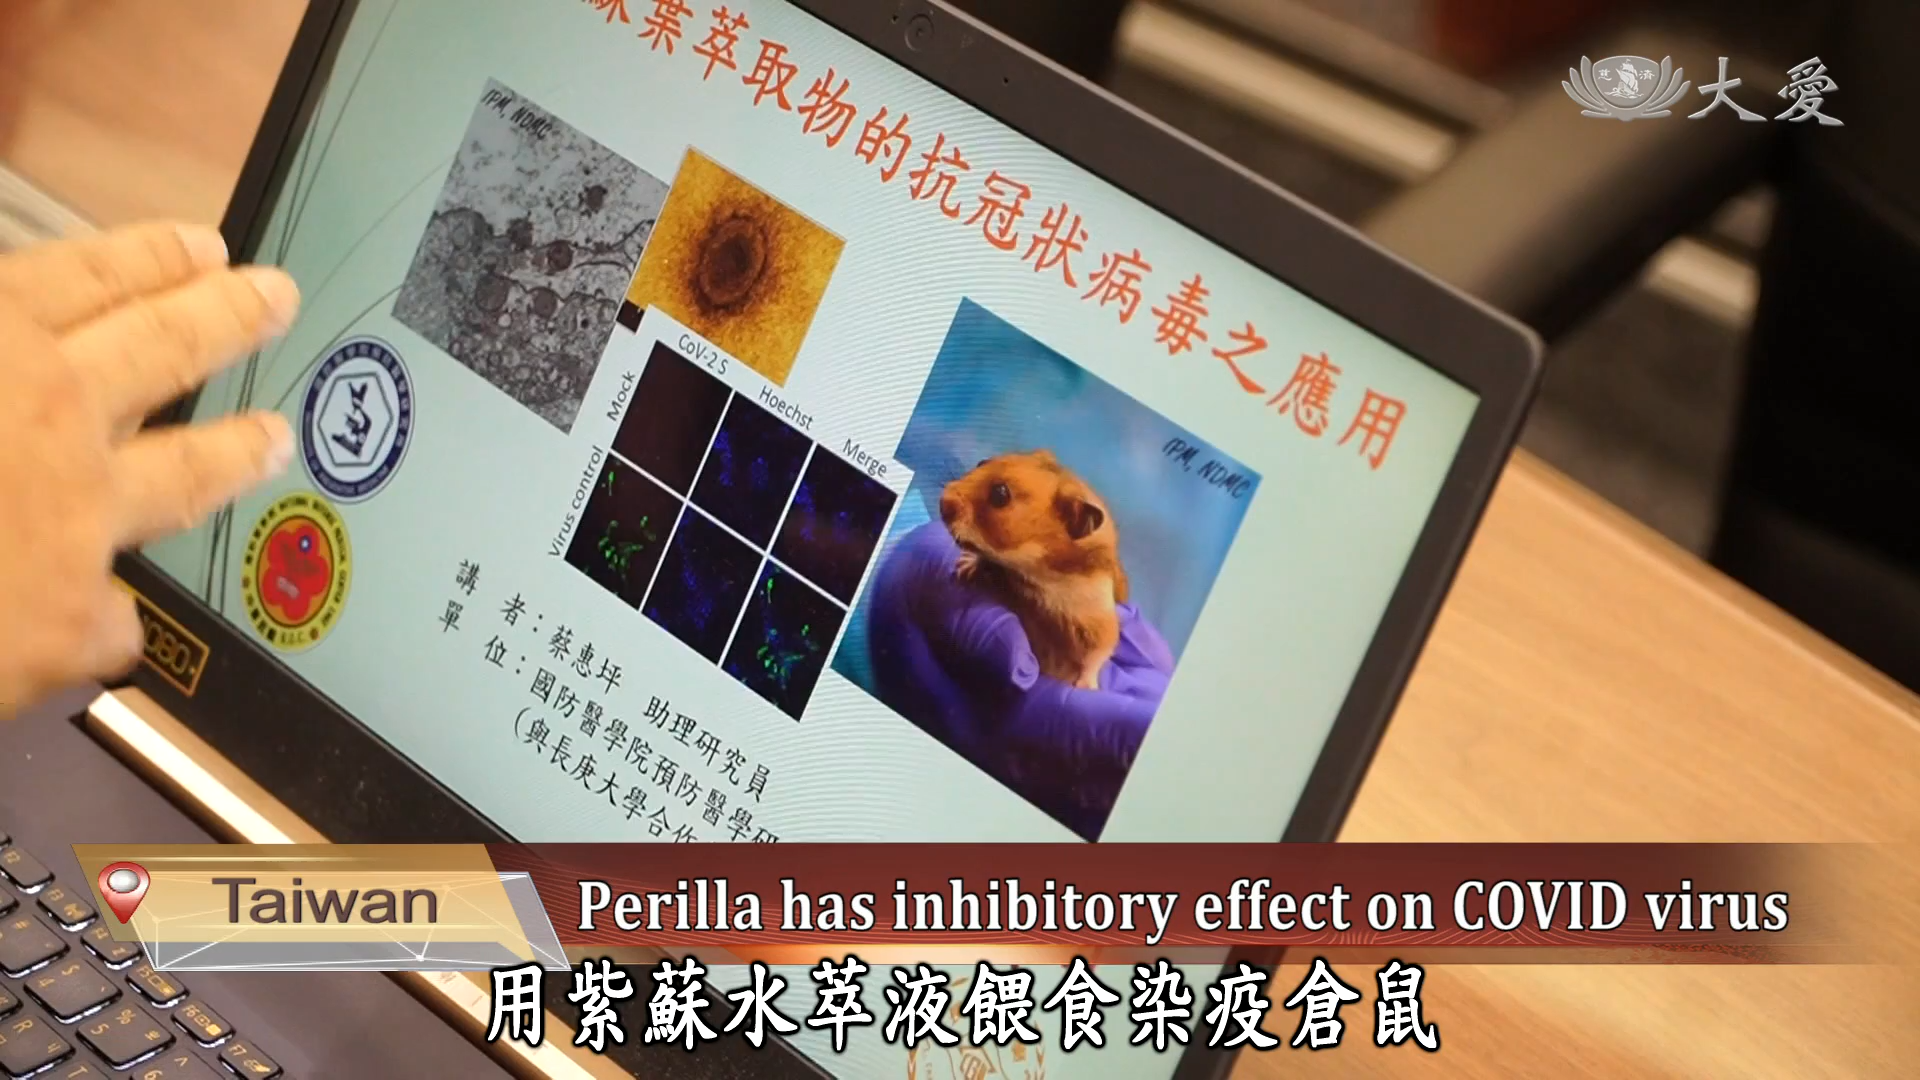 大愛
慈濟
蘇葉萃取物的抗冠狀病毒之應用
IPM, NDMC
CoV-2 S
Hoechst
Merge
Mock
Virus control
IPM, NDMC
講 者：蔡惠坪 助理研究員
單 位：國防醫學院預防醫學研
（與長庚大學合作
Taiwan
Perilla has inhibitory effect on COVID virus
用紫蘇水萃液餵食染疫倉鼠